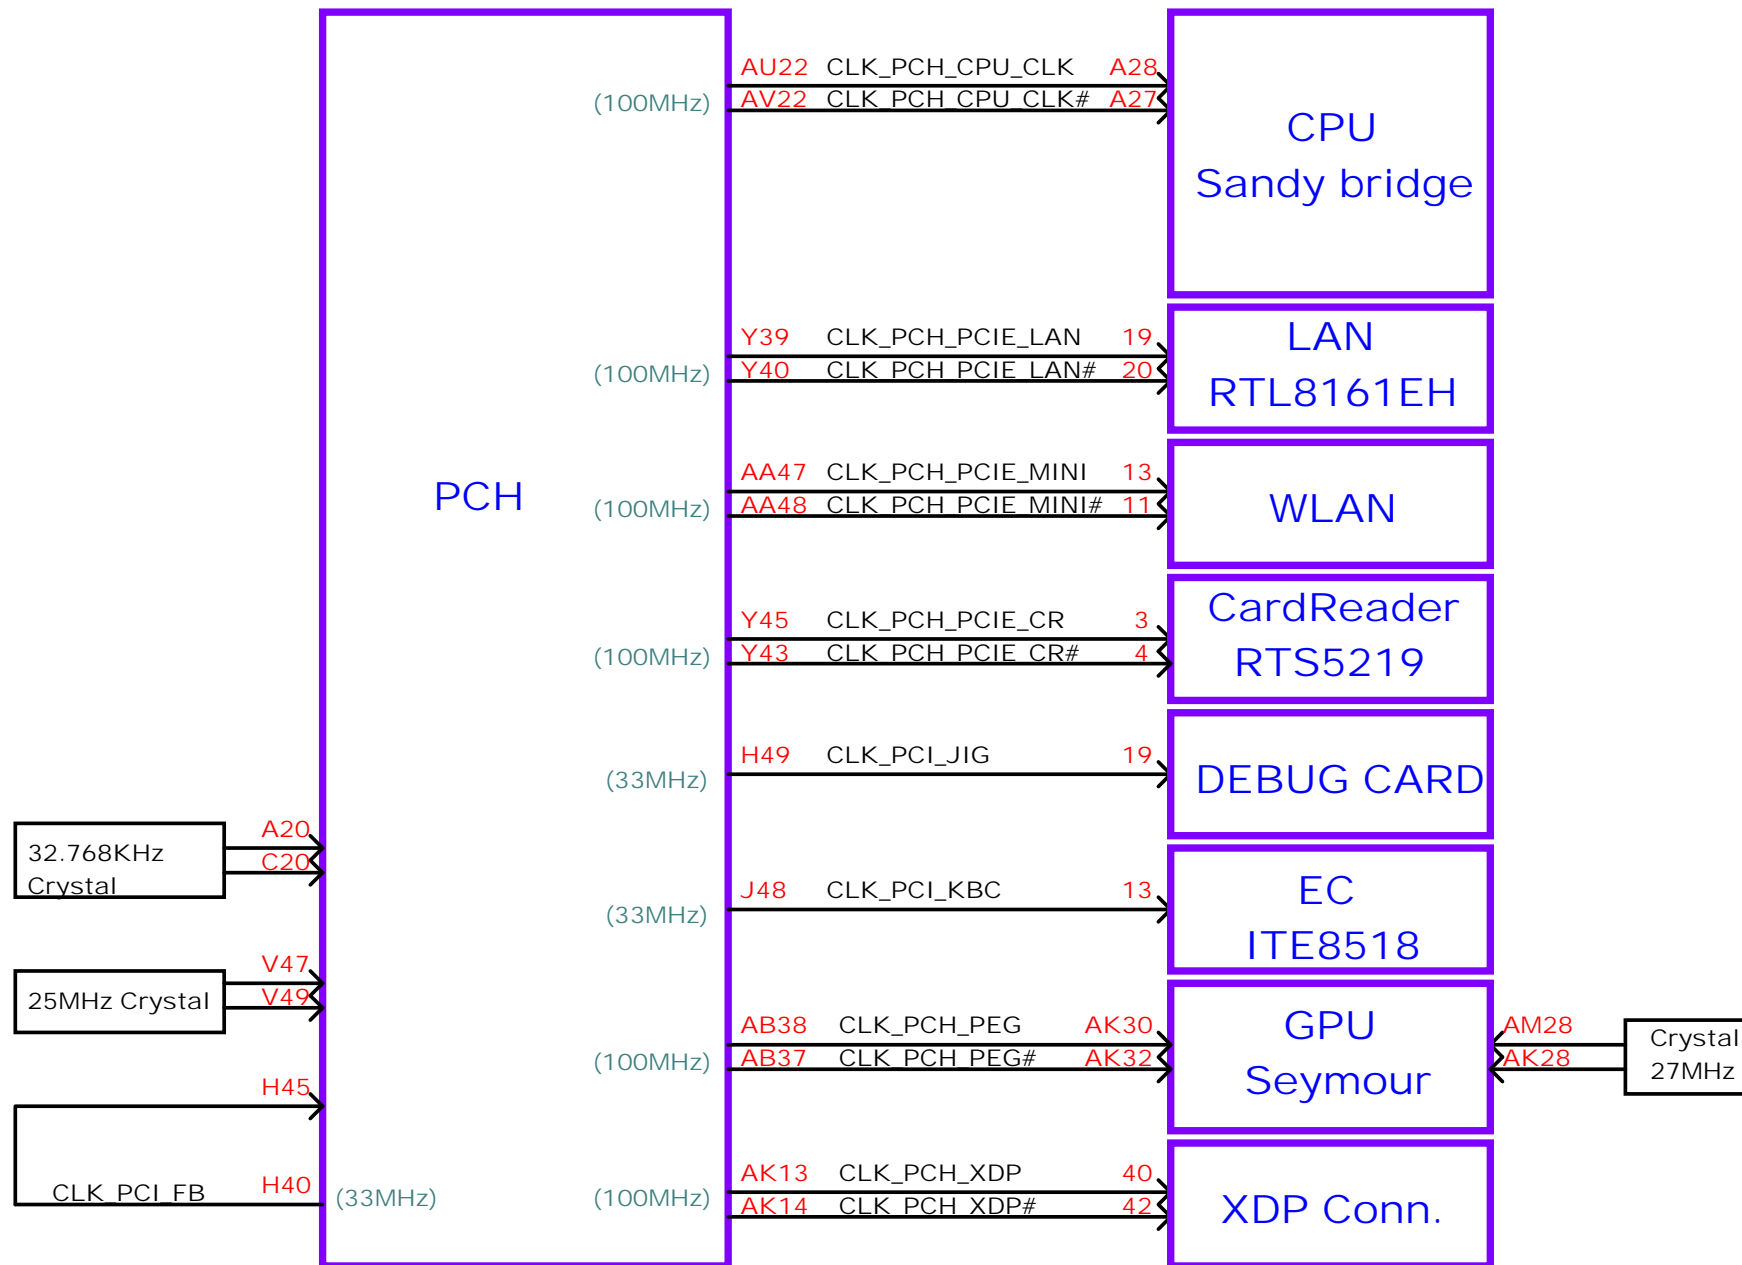 AU22 CLK_PCH_CPU_CLK A28
(100MHz) AV22 CLK_PCH_CPU_CLK# A27
CPU
Sandy bridge
Y39 CLK_PCH_PCIE_LAN 19
(100MHz) Y40 CLK_PCH_PCIE_LAN# 20
LAN
RTL8161EH
PCH
AA47 CLK_PCH_PCIE_MINI 13
(100MHz) AA48 CLK_PCH_PCIE_MINI# 11
WLAN
Y45 CLK_PCH_PCIE_CR 3
(100MHz) Y43 CLK_PCH_PCIE_CR# 4
CardReader
RTS5219
H49 CLK_PCI_JIG 19
(33MHz)
DEBUG CARD
32.768KHz
Crystal
A20
C20
J48 CLK_PCI_KBC 13
(33MHz)
EC
ITE8518
25MHz Crystal
V47
V49
AB38 CLK_PCH_PEG AK30
(100MHz) AB37 CLK_PCH_PEG# AK32
GPU
Seymour
AM28
AK28
Crystal
27MHz
H45
CLK_PCI_FB H40 (33MHz)
AK13 CLK_PCH_XDP 40
(100MHz) AK14 CLK_PCH_XDP# 42
XDP Conn.